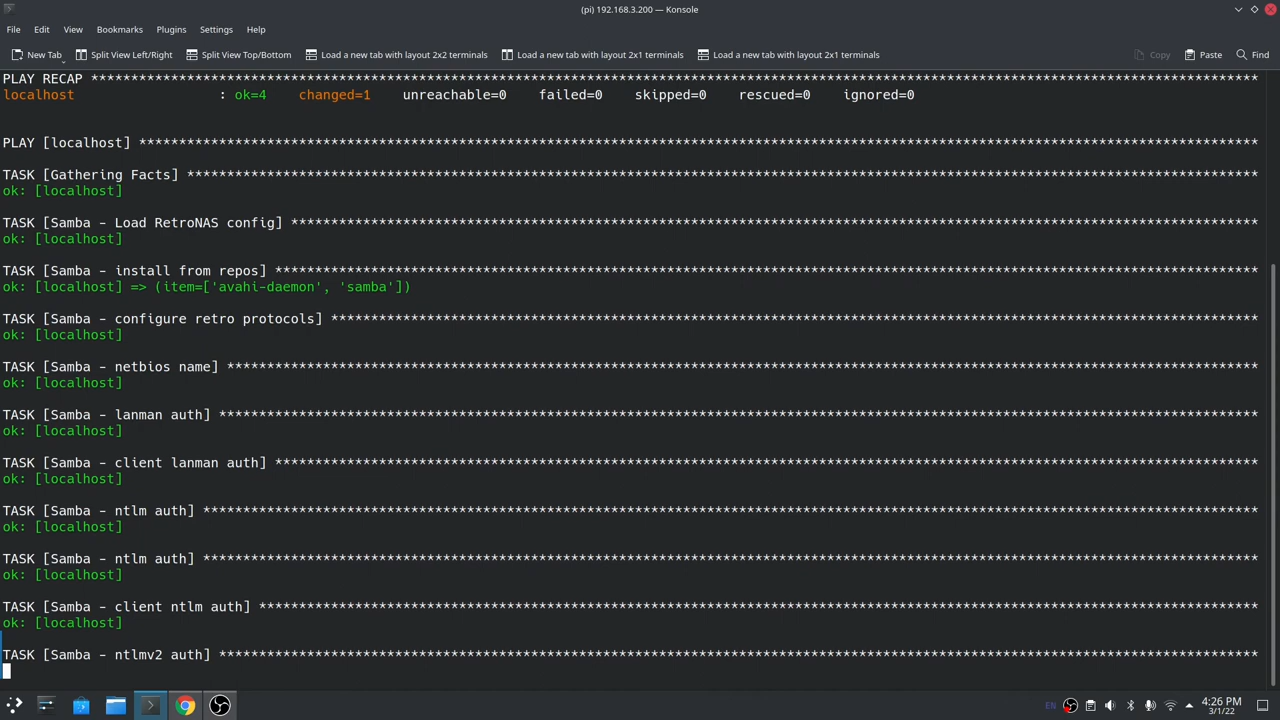 (pi) 192.168.3.200 — Konsole
File Edit View Bookmarks Plugins Settings Help
New Tab Split View Left/Right Split View Top/Bottom Load a new tab with layout 2x2 terminals Load a new tab with layout 2x1 terminals Load a new tab with layout 2x1 terminals Copy Paste Find
PLAY RECAP **************************************************************************************************************************************************
localhost : ok=4 changed=1 unreachable=0 failed=0 skipped=0 rescued=0 ignored=0
PLAY [localhost] ********************************************************************************************************************************************
TASK [Gathering Facts] **************************************************************************************************************************************
ok: [localhost]
TASK [Samba - Load RetroNAS config] *************************************************************************************************************************
ok: [localhost]
TASK [Samba - install from repos] ***************************************************************************************************************************
ok: [localhost] => (item=['avahi-daemon', 'samba'])
TASK [Samba - configure retro protocols] ********************************************************************************************************************
ok: [localhost]
TASK [Samba - netbios name] *********************************************************************************************************************************
ok: [localhost]
TASK [Samba - lanman auth] **********************************************************************************************************************************
ok: [localhost]
TASK [Samba - client lanman auth] ***************************************************************************************************************************
ok: [localhost]
TASK [Samba - ntlm auth] ************************************************************************************************************************************
ok: [localhost]
TASK [Samba - ntlm auth] ************************************************************************************************************************************
ok: [localhost]
TASK [Samba - client ntlm auth] *****************************************************************************************************************************
ok: [localhost]
TASK [Samba - ntlmv2 auth] **********************************************************************************************************************************
EN 4:26 PM
3/1/22